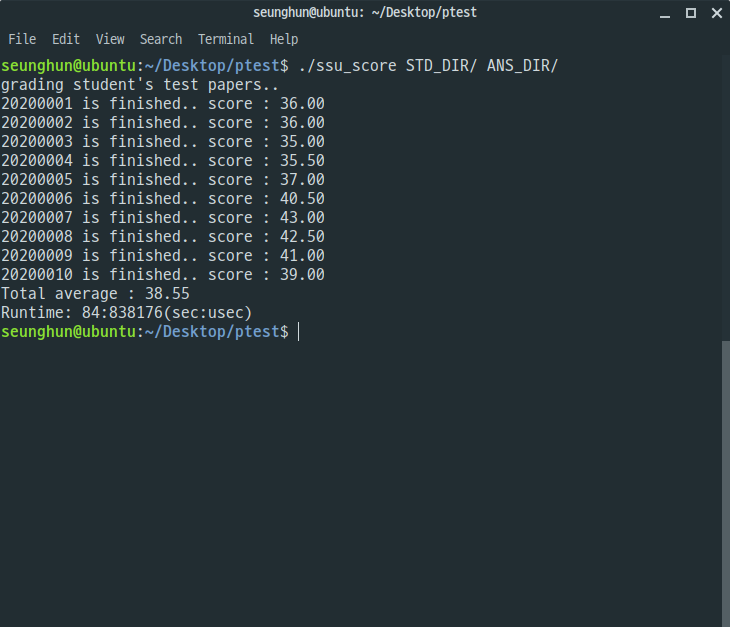 seunghun@ubuntu: ~/Desktop/ptest
File Edit View Search Terminal Help
seunghun@ubuntu:~/Desktop/ptest$ ./ssu_score STD_DIR/ ANS_DIR/
grading student's test papers..
20200001 is finished.. score : 36.00
20200002 is finished.. score : 36.00
20200003 is finished.. score : 35.00
20200004 is finished.. score : 35.50
20200005 is finished.. score : 37.00
20200006 is finished.. score : 40.50
20200007 is finished.. score : 43.00
20200008 is finished.. score : 42.50
20200009 is finished.. score : 41.00
20200010 is finished.. score : 39.00
Total average : 38.55
Runtime: 84:838176(sec:usec)
seunghun@ubuntu:~/Desktop/ptest$